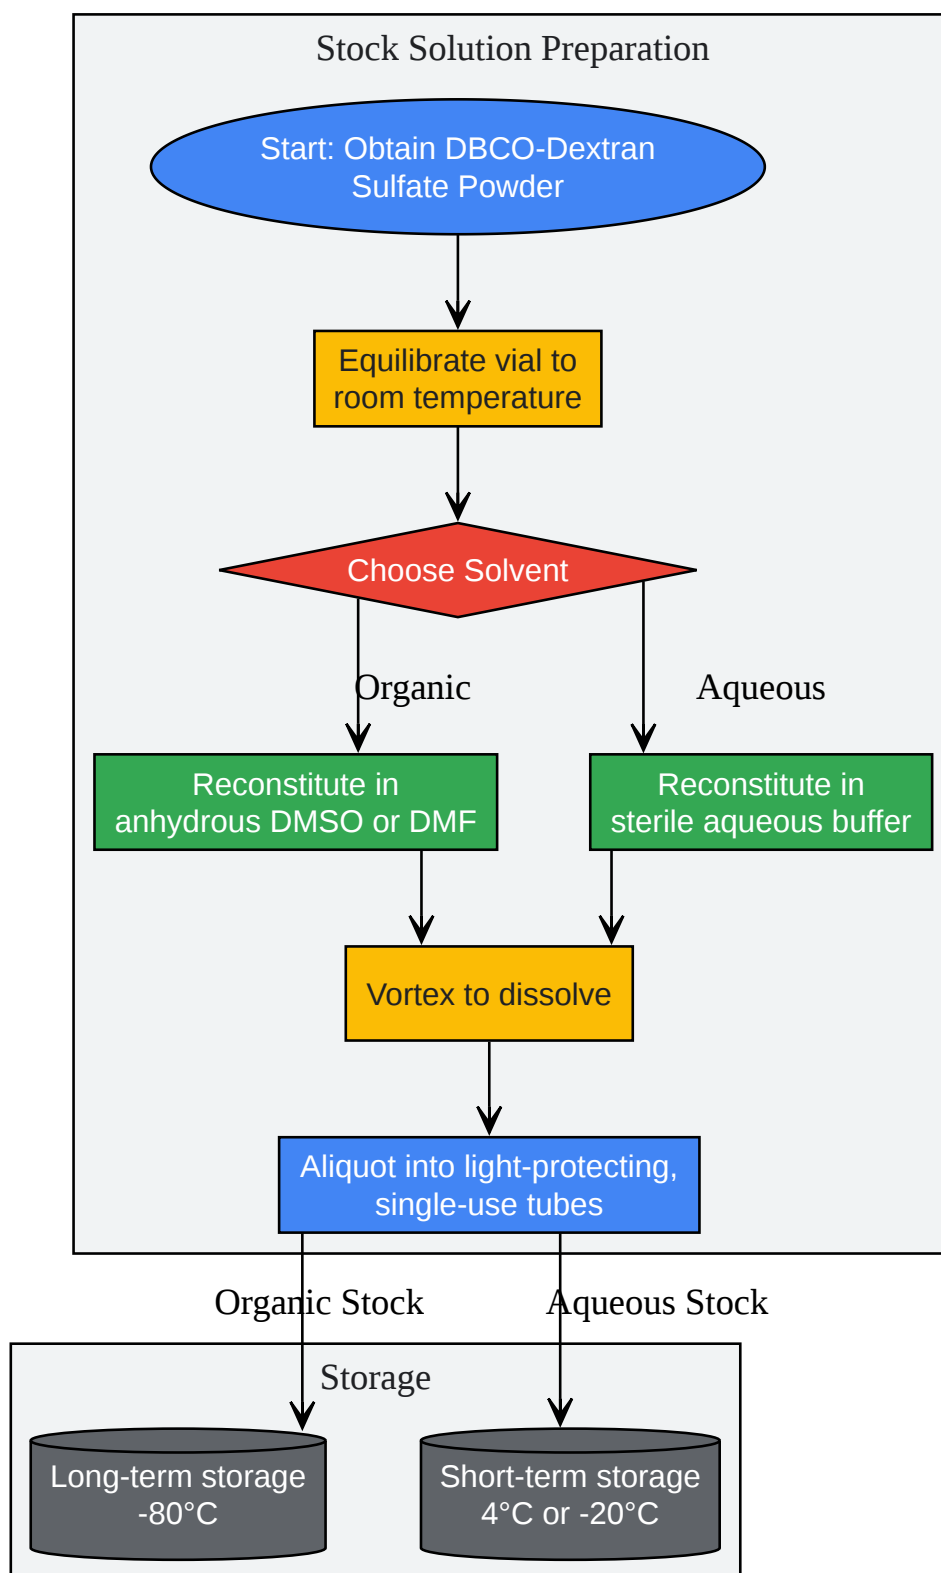 Stock Solution Preparation
Start: Obtain DBCO-Dextran
Sulfate Powder
Equilibrate vial to
room temperature
Choose Solvent
Organic
Aqueous
Reconstitute in
anhydrous DMSO or DMF
Reconstitute in
sterile aqueous buffer
Vortex to dissolve
Aliquot into light-protecting,
single-use tubes
Organic Stock
Aqueous Stock
Storage
Long-term storage
-80°C
Short-term storage
4°C or -20°C